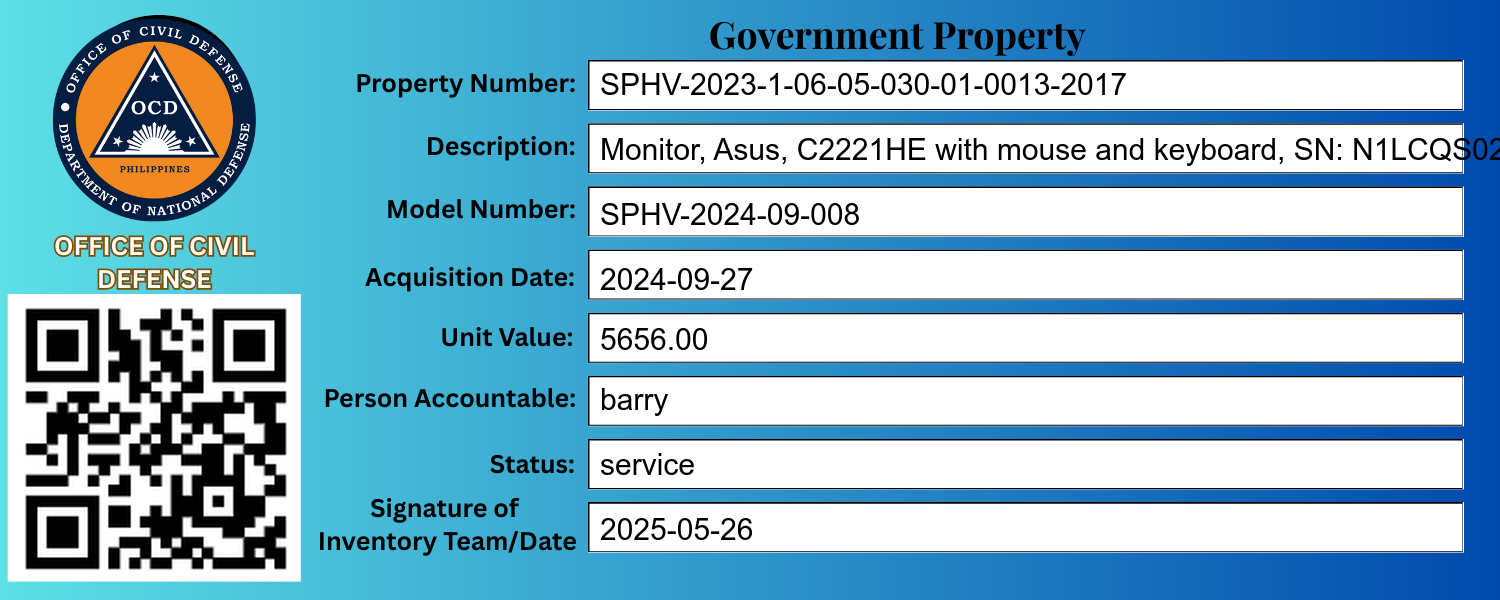 OFFICE OF CIVIL DEFENSE
DEPARTMENT OF NATIONAL DEFENSE
OCD
PHILIPPINES
OFFICE OF CIVIL
DEFENSE
Government Property
Property Number: SPHV-2023-1-06-05-030-01-0013-2017
Description: Monitor, Asus, C2221HE with mouse and keyboard, SN: N1LCQS02
Model Number: SPHV-2024-09-008
Acquisition Date: 2024-09-27
Unit Value: 5656.00
Person Accountable: barry
Status: service
Signature of
Inventory Team/Date 2025-05-26